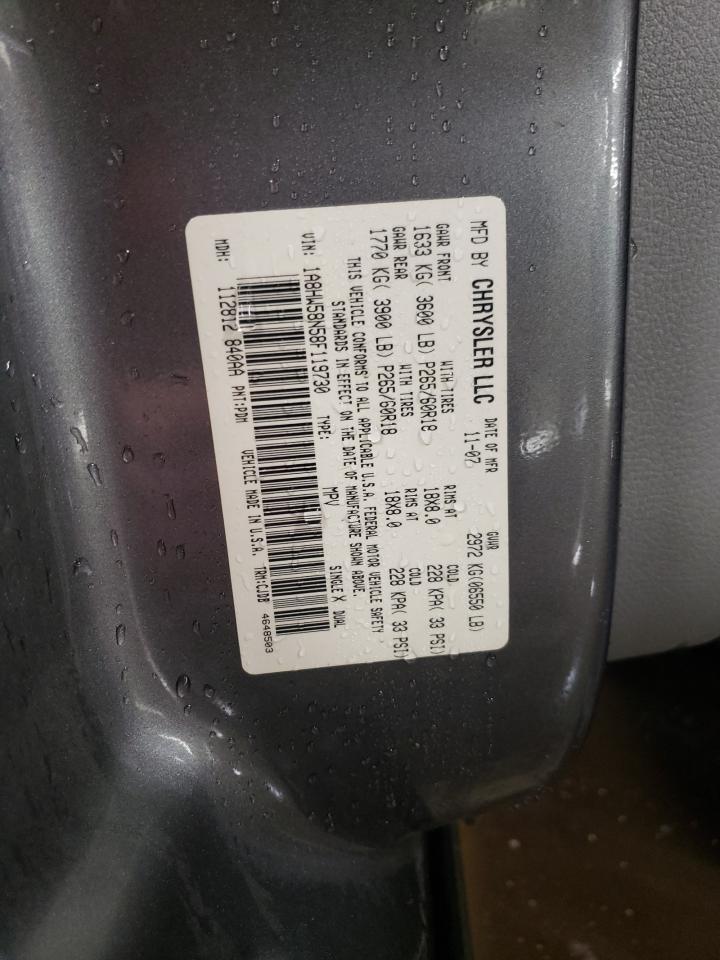 MFD BY CHRYSLER LLC DATE OF MFR 11-07 GVWR 2972 KG(06550 LB)
GAWR FRONT WITH TIRES RIMS AT COLD
1633 KG( 3600 LB) P265/60R18 18X8.0 228 KPA( 33 PSI)
GAWR REAR WITH TIRES RIMS AT COLD
1770 KG( 3900 LB) P265/60R18 18X8.0 228 KPA( 33 PSI)
THIS VEHICLE CONFORMS TO ALL APPLICABLE U.S.A. FEDERAL MOTOR VEHICLE SAFETY
STANDARDS IN EFFECT ON THE DATE OF MANUFACTURE SHOWN ABOVE.
VIN: 1A8HW58N58F119730 TYPE: MPV SINGLE X DUAL
MDH: 112812 840AA PNT:PDM VEHICLE MADE IN U.S.A. TRM:CJDB 4648503